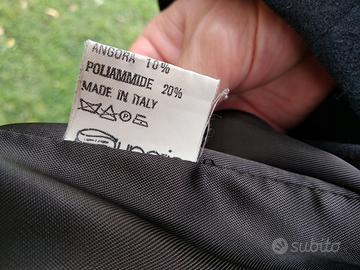 ANGORA 10%
POLIAMMIDE 20%
MADE IN ITALY
subito